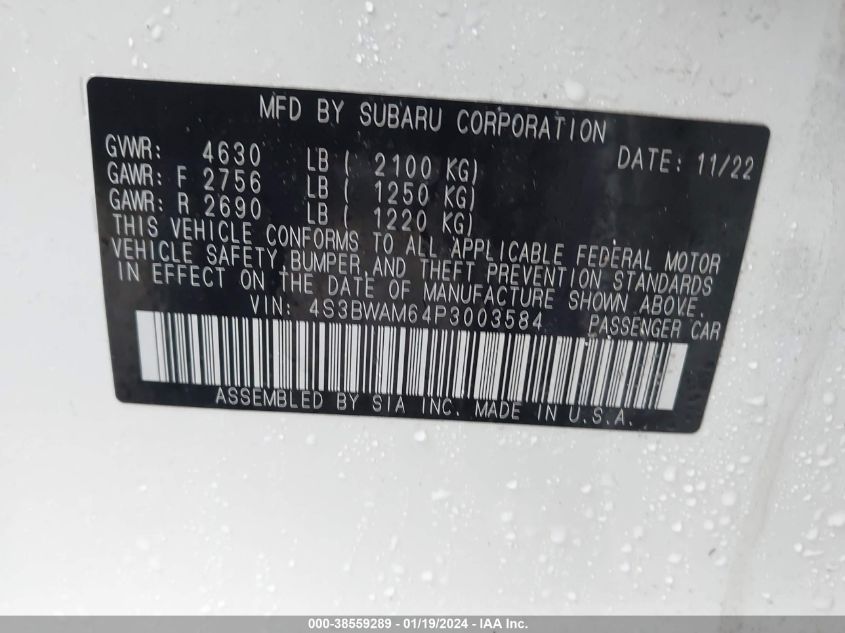 MFD BY SUBARU CORPORATION
GVWR: 4630 LB ( 2100 KG) DATE: 11/22
GAWR: F 2756 LB ( 1250 KG)
GAWR: R 2690 LB ( 1220 KG)
THIS VEHICLE CONFORMS TO ALL APPLICABLE FEDERAL MOTOR
VEHICLE SAFETY, BUMPER, AND THEFT PREVENTION STANDARDS
IN EFFECT ON THE DATE OF MANUFACTURE SHOWN ABOVE.
VIN: 4S3BWAM64P3003584 PASSENGER CAR
ASSEMBLED BY SIA INC. MADE IN U.S.A.
000-38559289 - 01/19/2024 - IAA Inc.